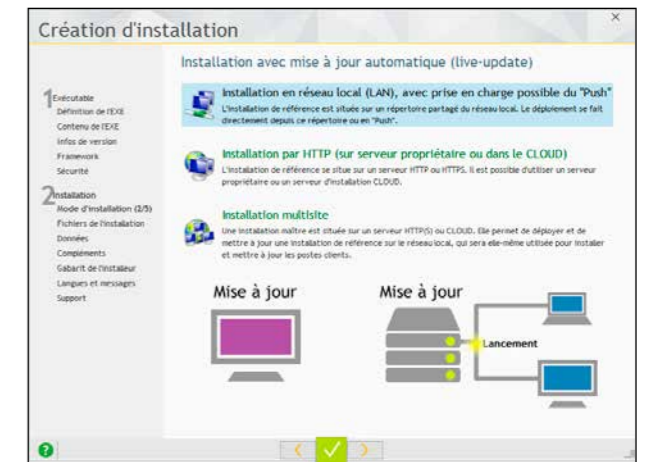 Création d'installation
×
Installation avec mise à jour automatique (live-update)
1 Exécutable
Définition de l'EXE
Contenu de l'EXE
Infos de version
Framework
Sécurité
2 Installation
Mode d'installation (2/5)
Fichiers de l'installation
Données
Compléments
Gabarit de l'installeur
Langues et messages
Support
Installation en réseau local (LAN), avec prise en charge possible du "Push"
L'installation de référence est située sur un répertoire partagé du réseau local. Le déploiement se fait
directement depuis ce répertoire ou en "Push".
Installation par HTTP (sur serveur propriétaire ou dans le CLOUD)
L'installation de référence se situe sur un serveur HTTP ou HTTPS. Il est possible d'utiliser un serveur
propriétaire ou un serveur d'installation CLOUD.
Installation multisite
Une installation maître est située sur un serveur HTTP(S) ou CLOUD. Elle permet de déployer et de
mettre à jour une installation de référence sur le réseau local, qui sera elle-même utilisée pour installer
et mettre à jour les postes clients.
Mise à jour
Mise à jour
Lancement
?